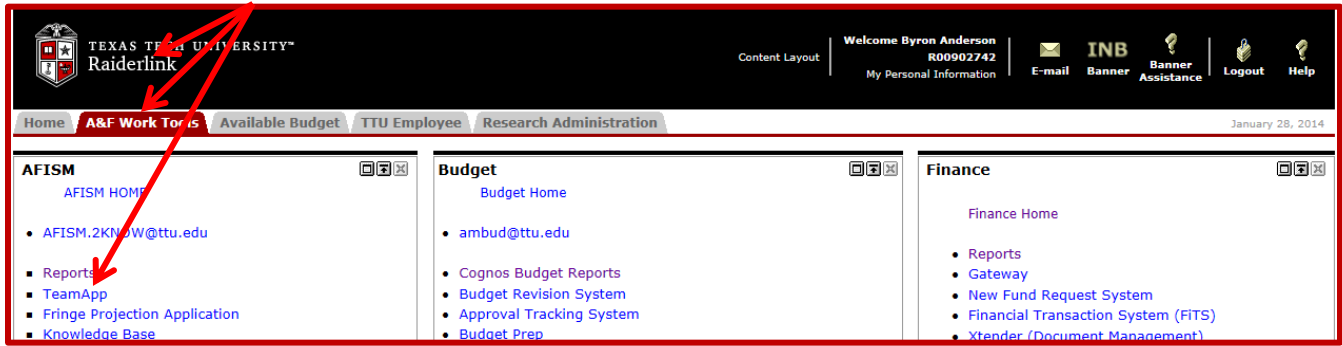 TEXAS TECH UNIVERSITY™
Raiderlink
Content Layout
Welcome Byron Anderson
R00902742
My Personal Information
E-mail
INB
Banner
Banner
Assistance
Logout
Help
Home
A&F Work Tools
Available Budget
TTU Employee
Research Administration
January 28, 2014
AFISM
AFISM HOME
AFISM.2KNOW@ttu.edu
Reports
TeamApp
Fringe Projection Application
Knowledge Base
Budget
Budget Home
ambud@ttu.edu
Cognos Budget Reports
Budget Revision System
Approval Tracking System
Budget Prep
Finance
Finance Home
Reports
Gateway
New Fund Request System
Financial Transaction System (FiTS)
Xtender (Document Management)